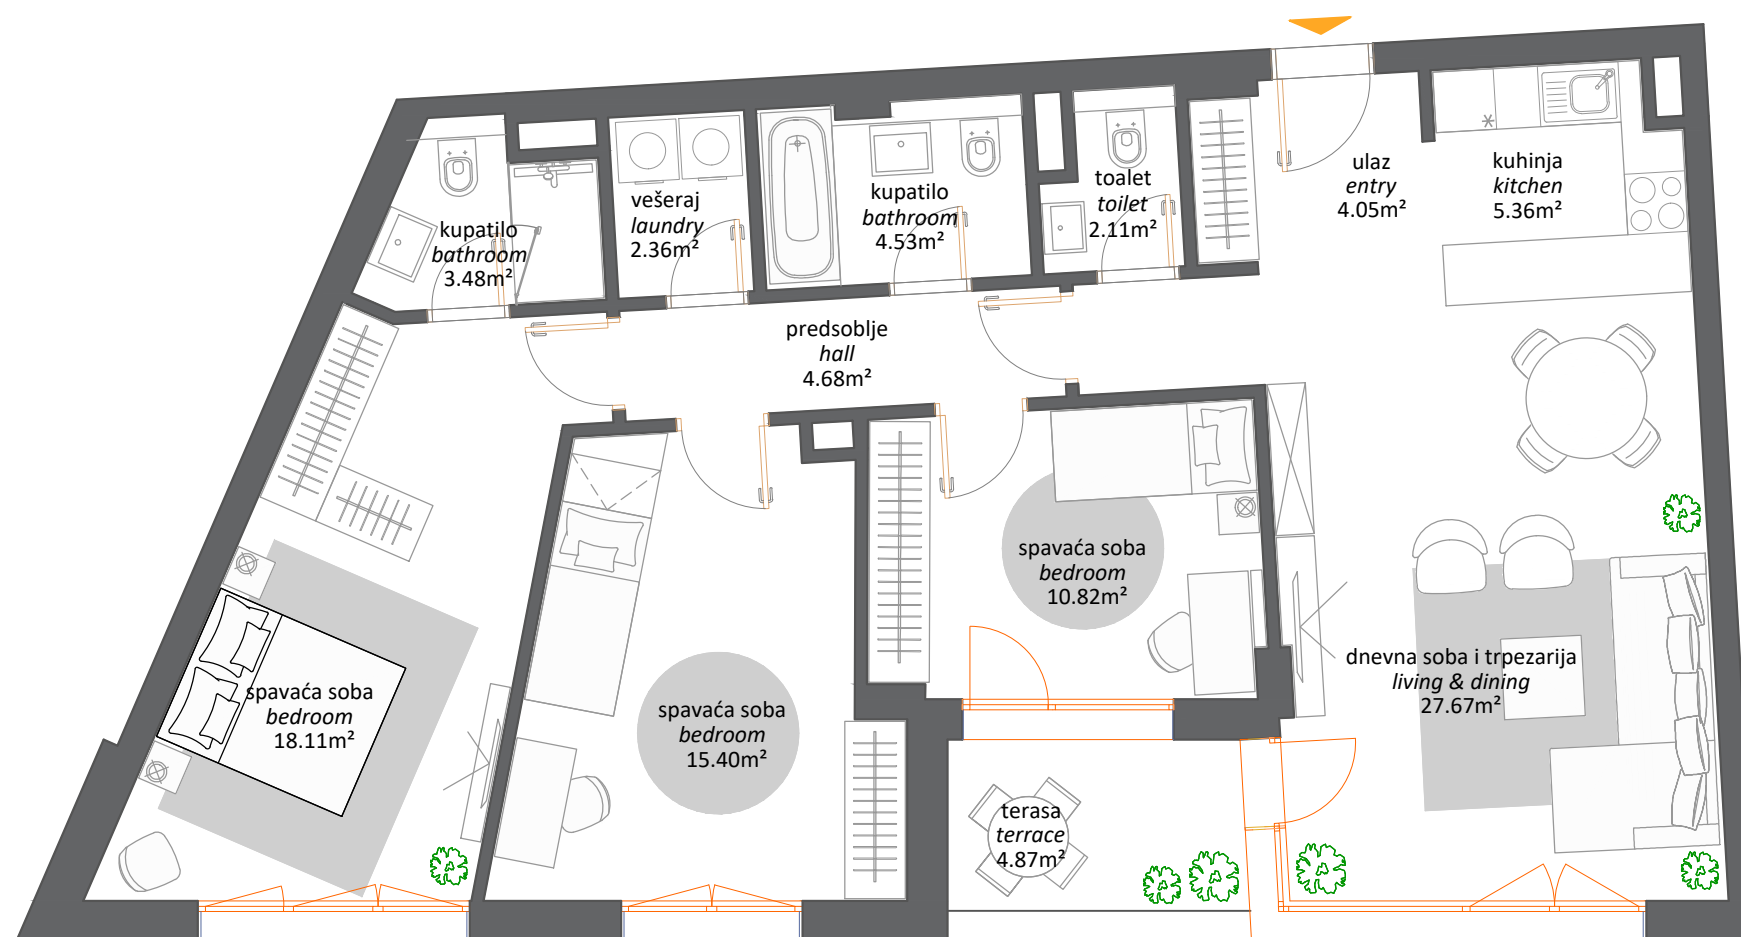 kupatilo
bathroom
3.48m²
vešeraj
laundry
2.36m²
kupatilo
bathroom
4.53m²
toalet
toilet
2.11m²
ulaz
entry
4.05m²
kuhinja
kitchen
5.36m²
predsoblje
hall
4.68m²
spavaća soba
bedroom
18.11m²
spavaća soba
bedroom
15.40m²
spavaća soba
bedroom
10.82m²
dnevna soba i trpezarija
living & dining
27.67m²
terasa
terrace
4.87m²